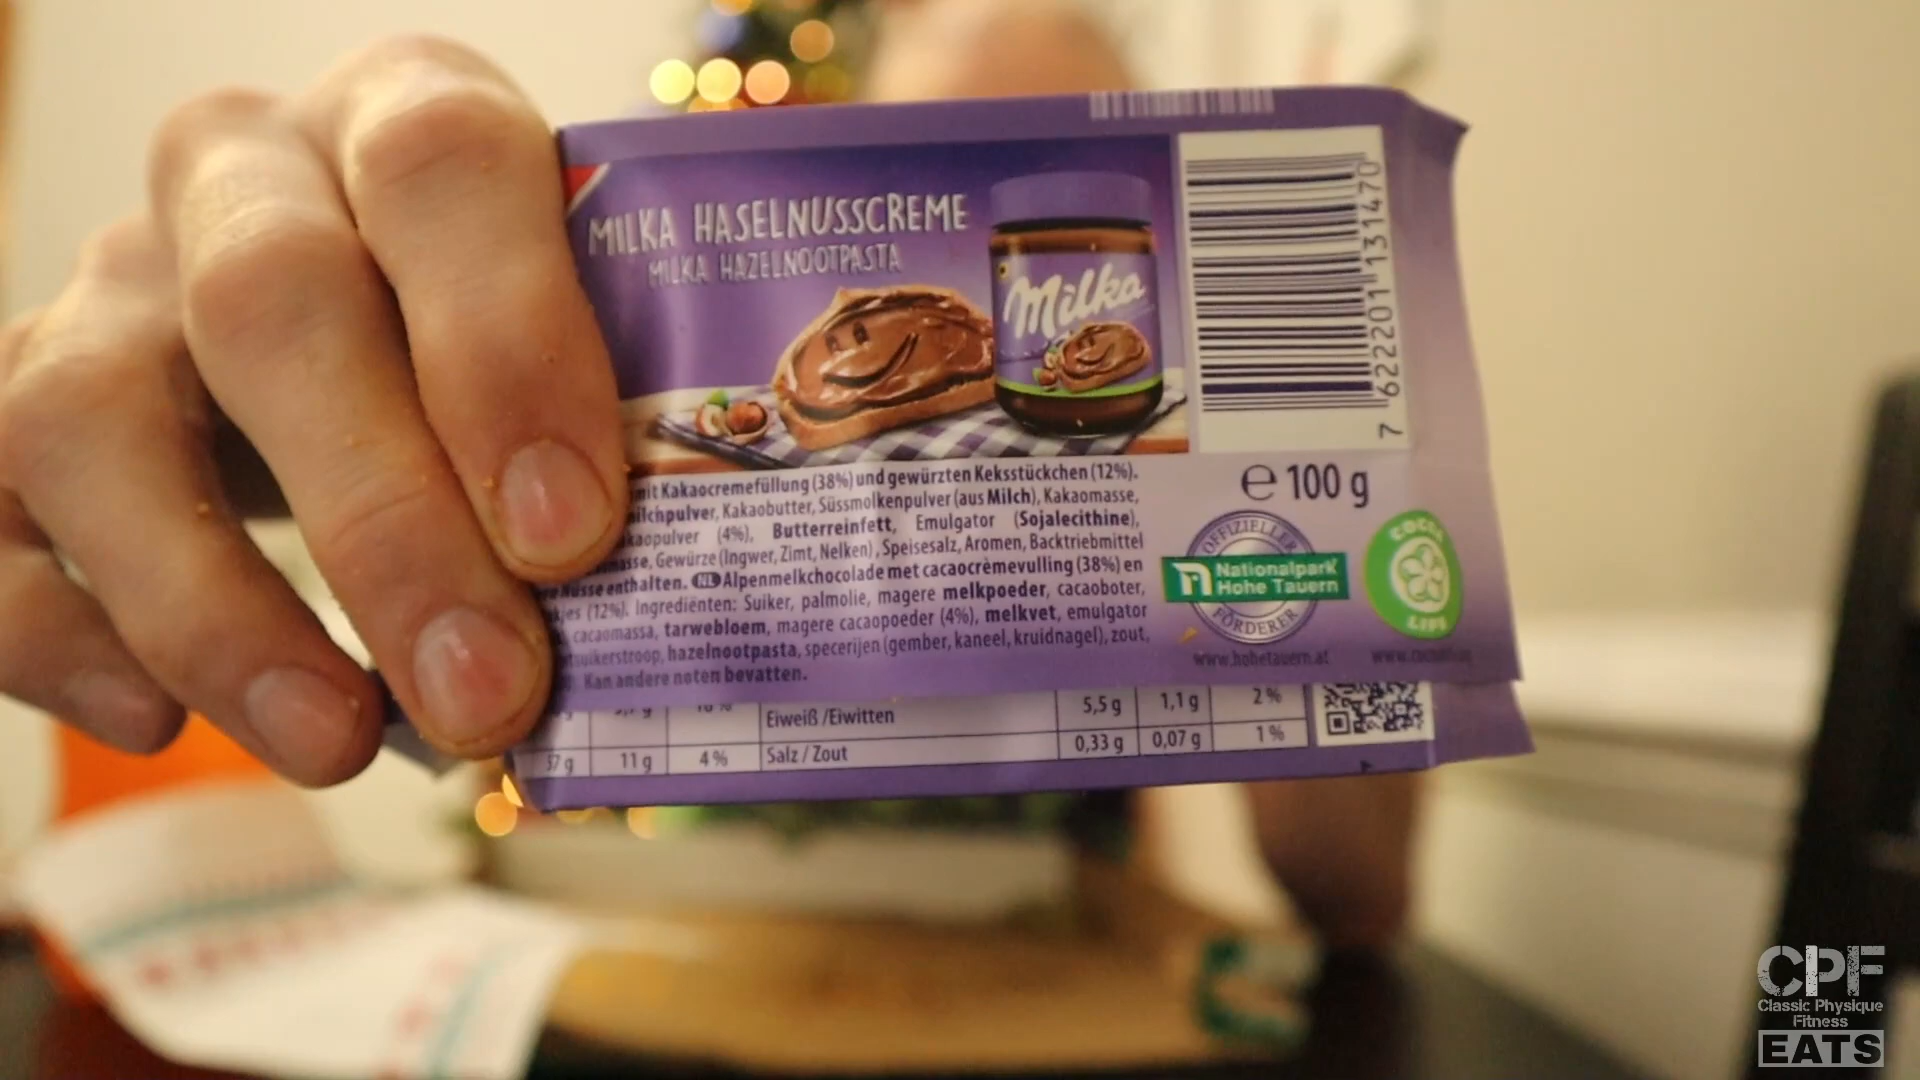 MILKA HASELNUSSCREME
MILKA HAZELNOOTPASTA
Milka
7 622201 131470
mit Kakaocremefüllung (38%) und gewürzten Keksstückchen (12%).
Kakaobutter, Süssmolkenpulver (aus Milch), Kakaomasse,
(4%), Butterreinfett, Emulgator (Sojalecithine),
Gewürze (Ingwer, Zimt, Nelken), Speisesalz, Aromen, Backtriebmittel
Nüsse enthalten. NL Alpenmelkchocolade met cacaocrèmevulling (38%) en
(12%). Ingrediënten: Suiker, palmolie, magere melkpoeder, cacaoboter,
cacaomassa, tarwebloem, magere cacaopoeder (4%), melkvet, emulgator
hazelnootpasta, specerijen (gember, kaneel, kruidnagel), zout,
Kan andere noten bevatten.
e 100 g
OFFIZIELLER
Nationalpark
Hohe Tauern
FÖRDERER
www.hohetauern.at
COCOA
LIFE
Eiweiß /Eiwitten 5,5 g 1,1 g 2 %
37 g 11 g 4 % Salz / Zout 0,33 g 0,07 g 1 %
CPF
Classic Physique
Fitness
EATS